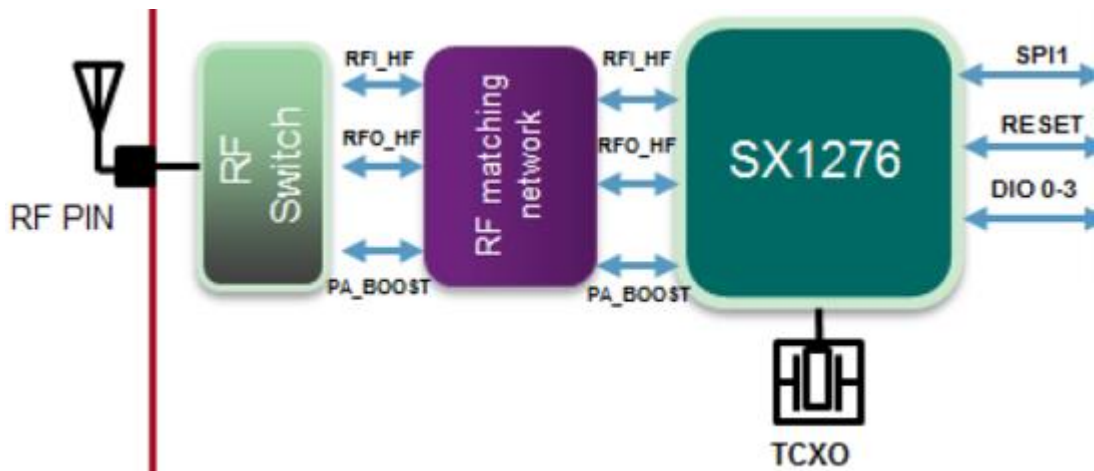 RF PIN
RF
Switch
RFI_HF
RFO_HF
PA_BOOST
RF matching
network
RFI_HF
RFO_HF
PA_BOOST
SX1276
TCXO
SPI1
RESET
DIO 0-3